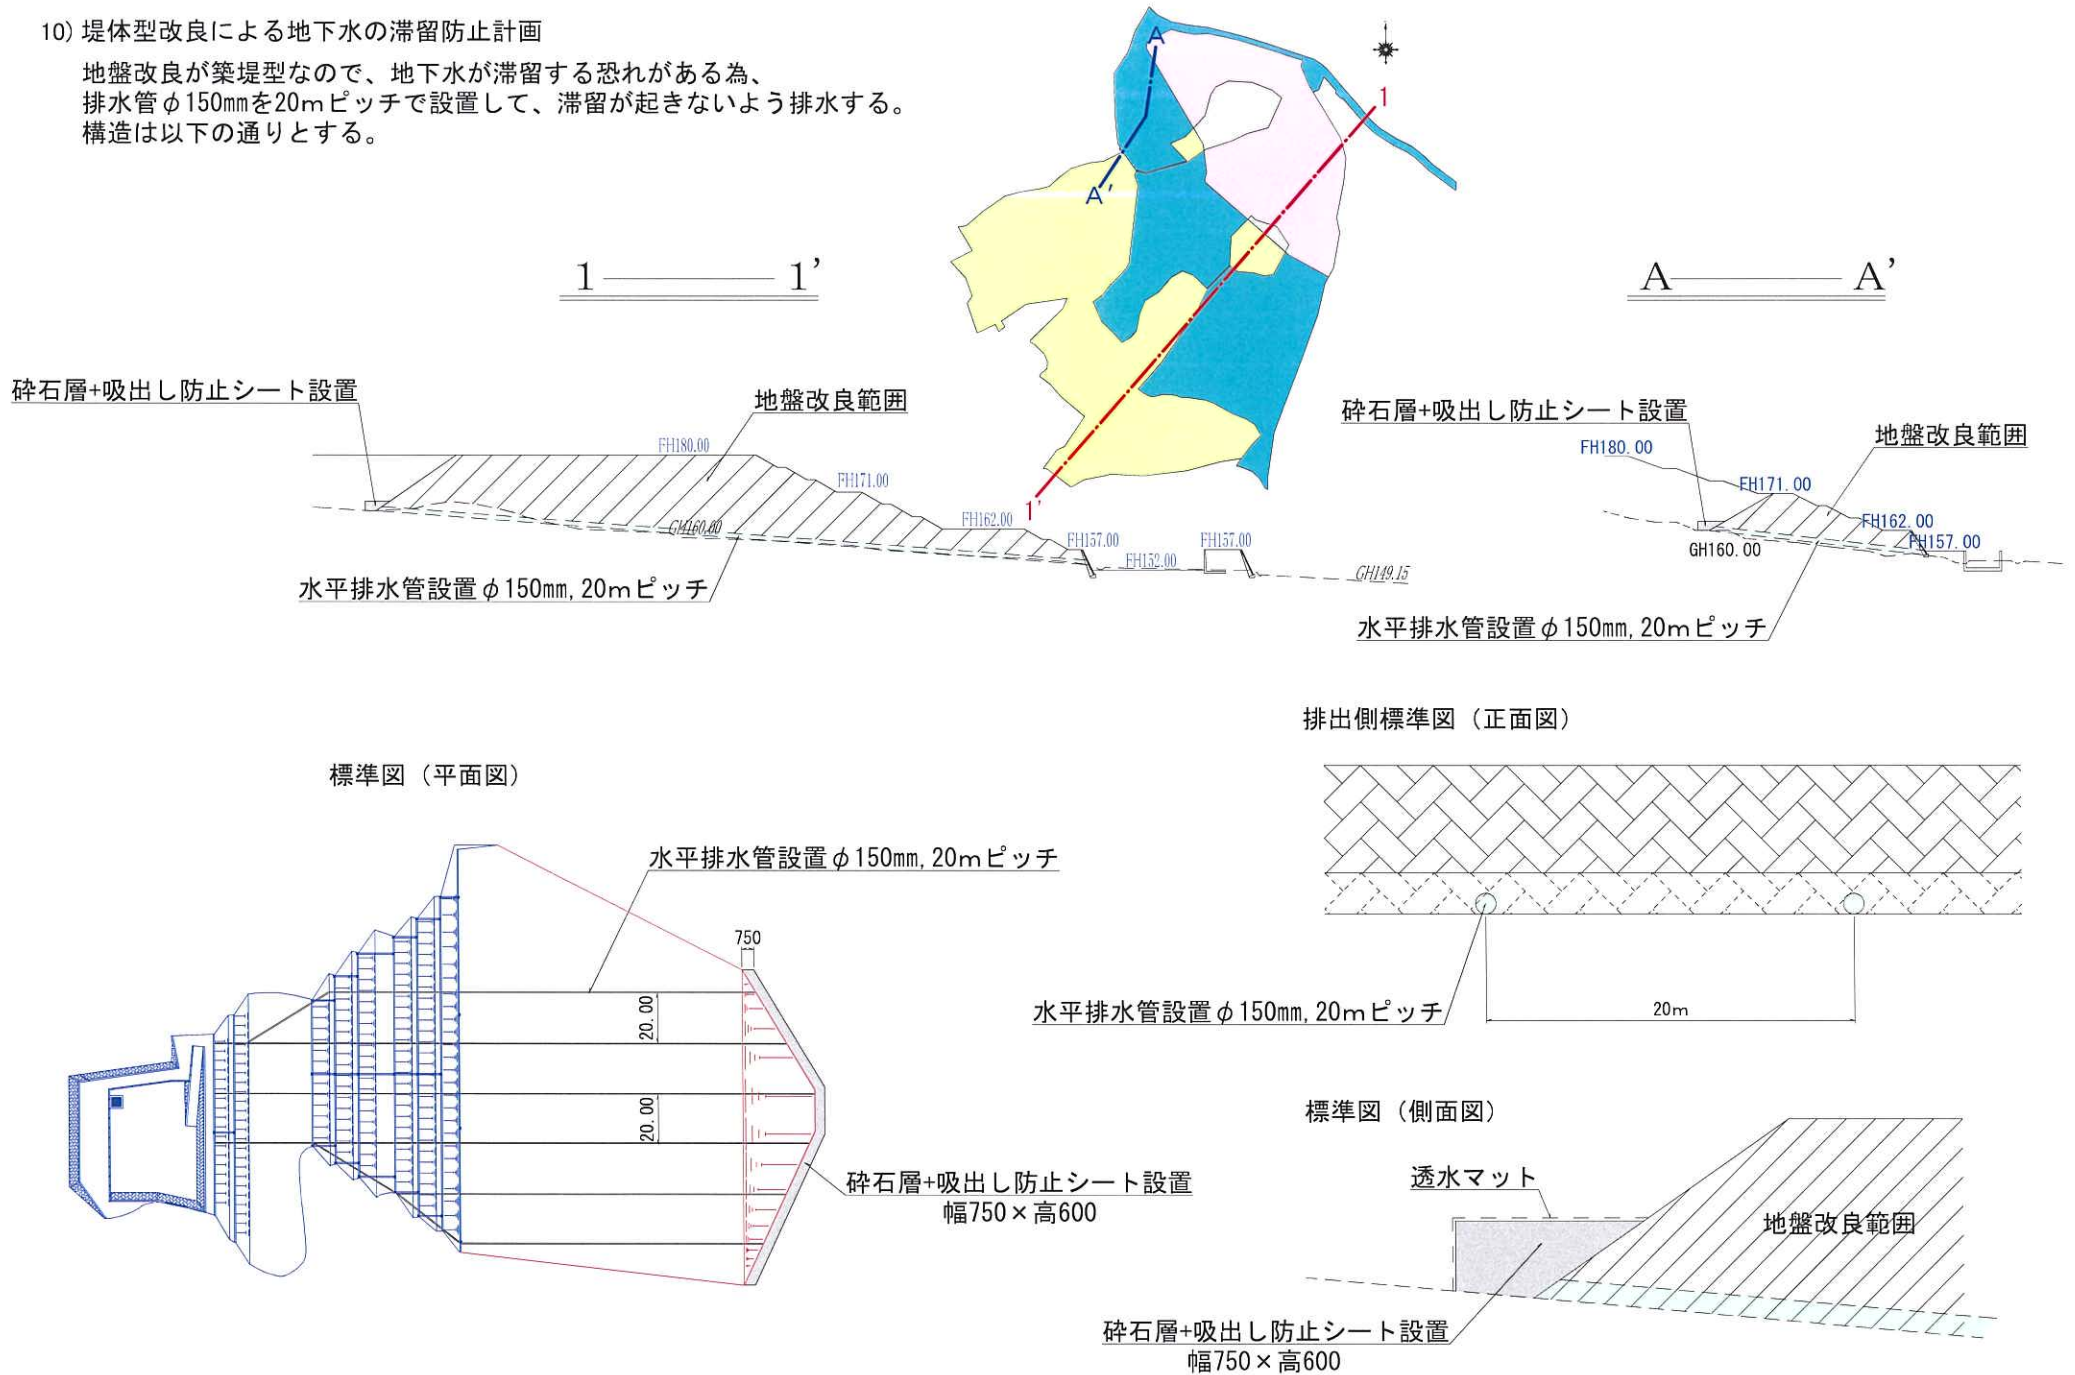 10) 堤体型改良による地下水の滞留防止計画
地盤改良が築堤型なので、地下水が滞留する恐れがある為、
排水管φ150㎜を20mピッチで設置して、滞留が起きないよう排水する。
構造は以下の通りとする。
A
A'
1
1'
1 1'
砕石層+吸出し防止シート設置
地盤改良範囲
FH180.00
FH171.00
FH162.00
FH157.00
FH152.00
FH157.00
GH160.00
GH149.15
水平排水管設置φ150㎜,20mピッチ
A A'
砕石層+吸出し防止シート設置
地盤改良範囲
FH180.00
FH171.00
FH162.00
FH157.00
GH160.00
水平排水管設置φ150㎜,20mピッチ
標準図（平面図）
水平排水管設置φ150㎜,20mピッチ
750
20.00
20.00
砕石層+吸出し防止シート設置
幅750×高600
排出側標準図（正面図）
水平排水管設置φ150㎜,20mピッチ
20m
標準図（側面図）
透水マット
地盤改良範囲
砕石層+吸出し防止シート設置
幅750×高600